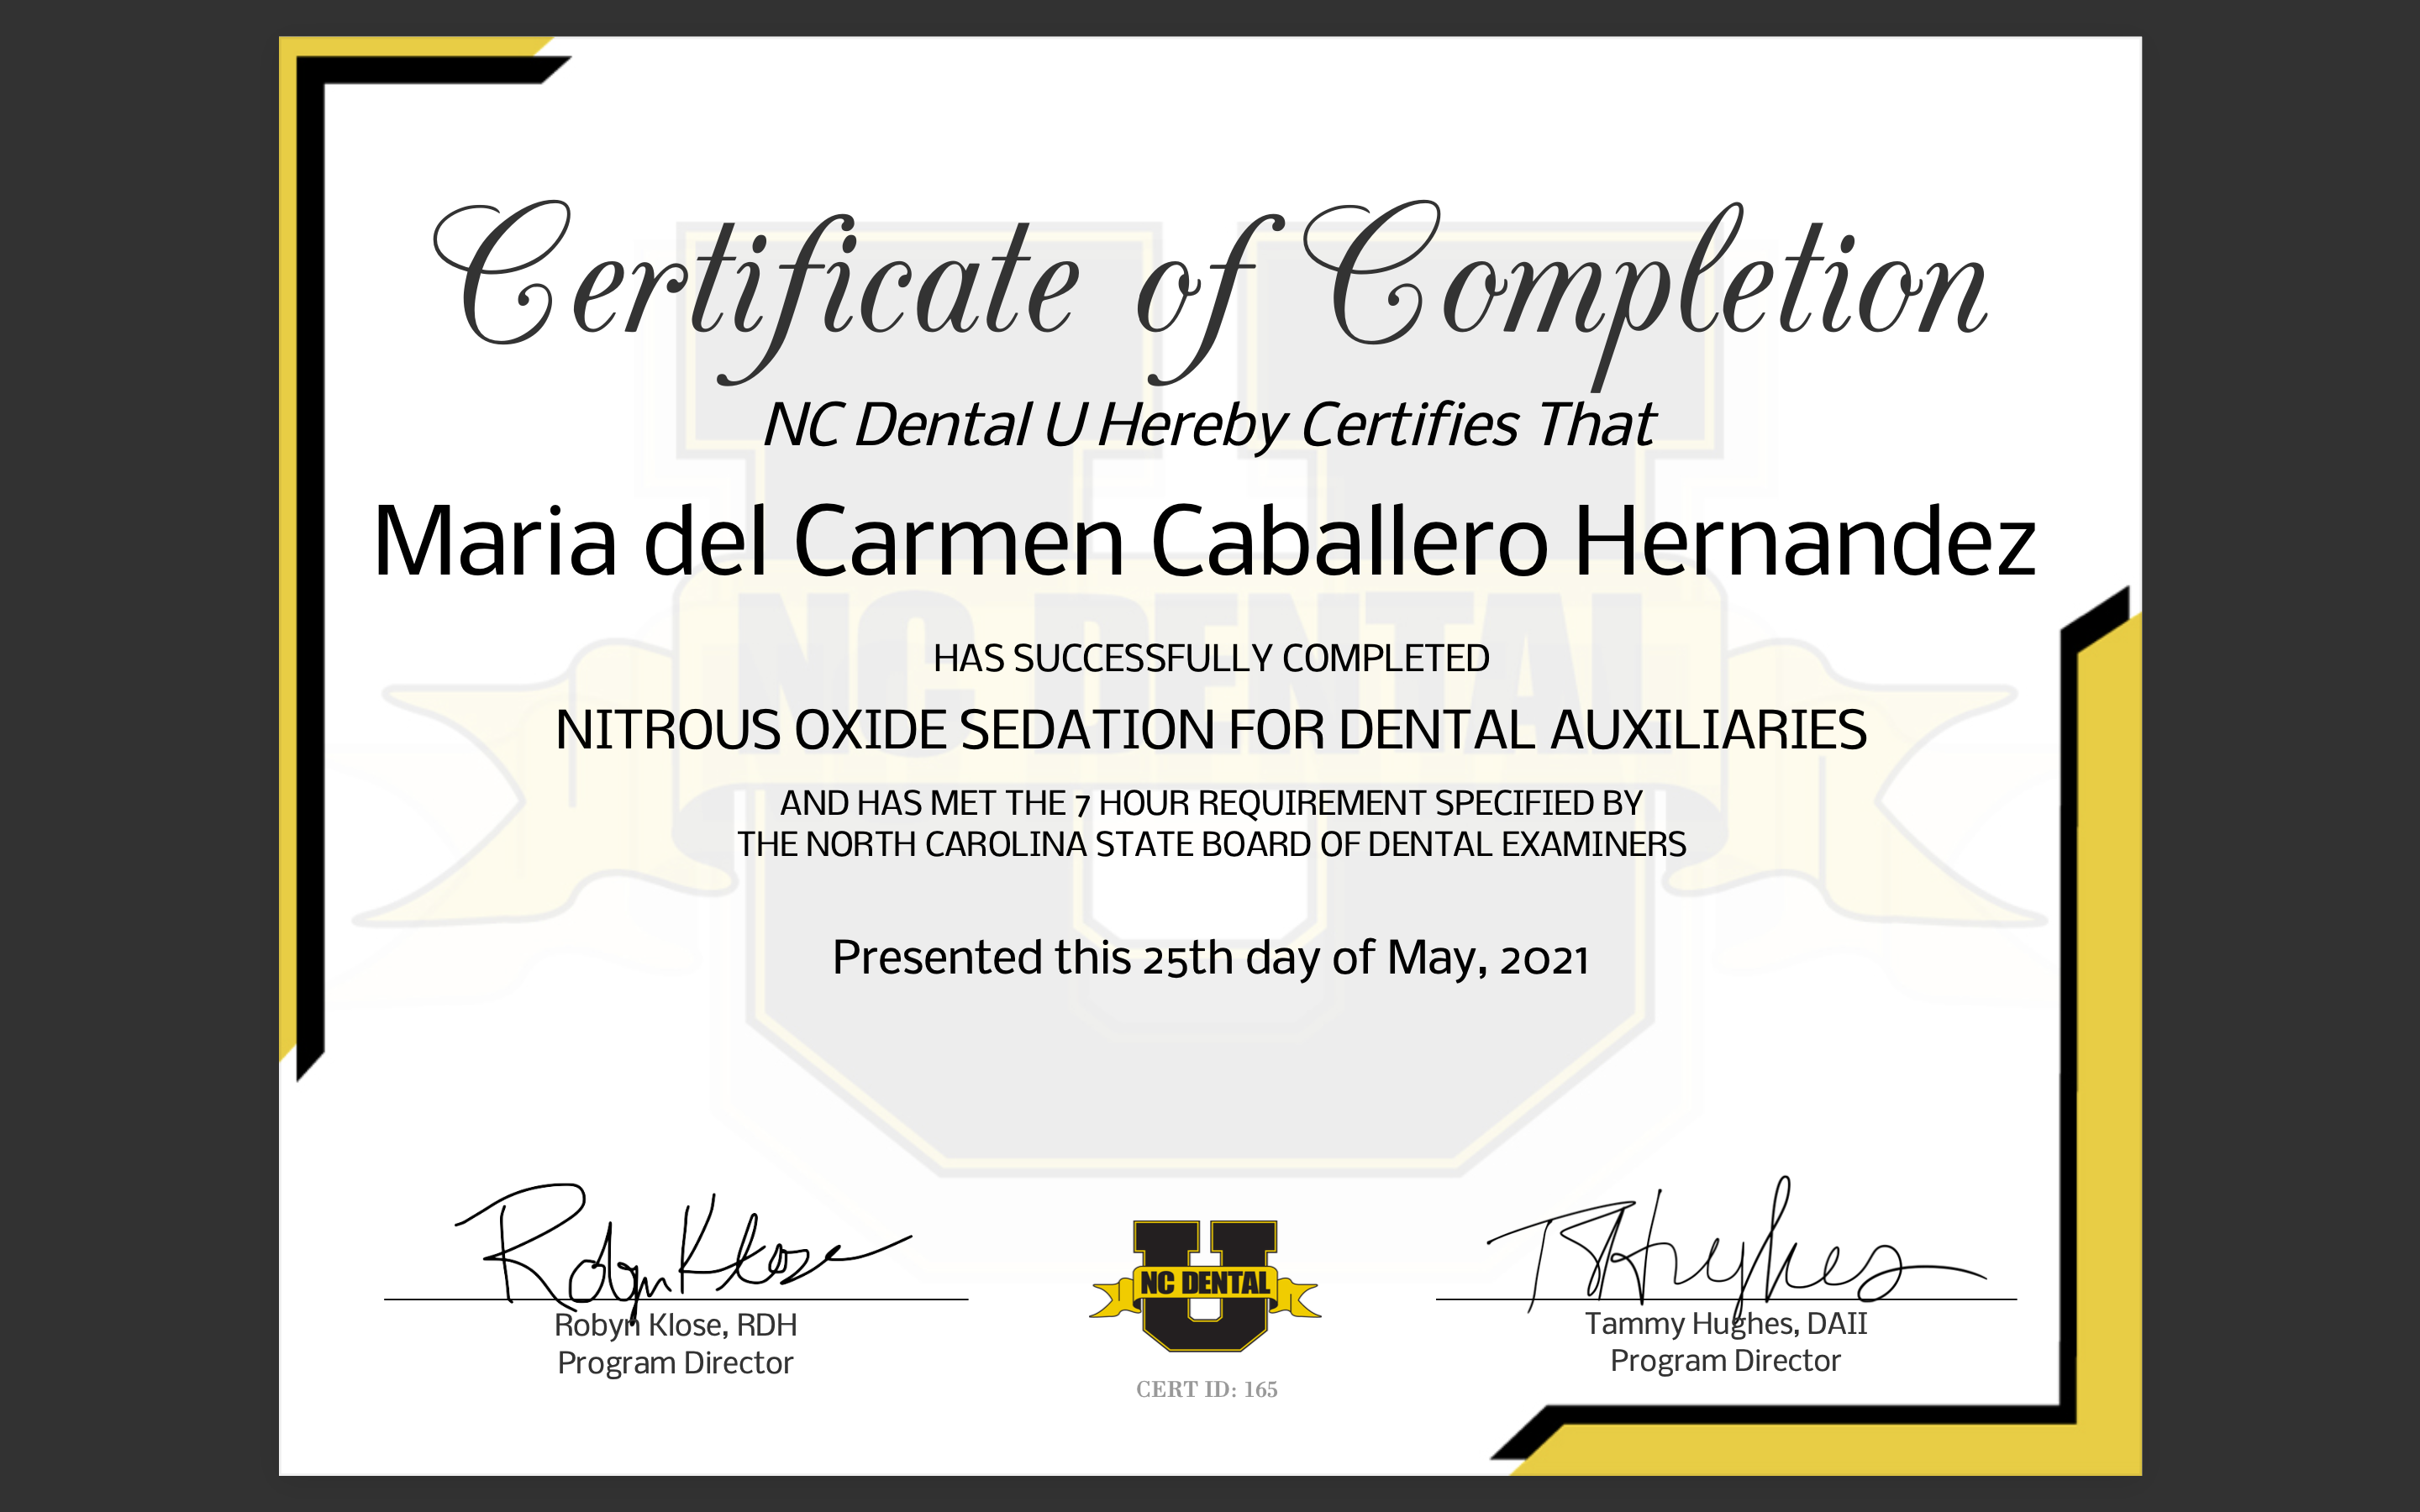 Certificate of Completion
NC Dental U Hereby Certifies That
Maria del Carmen Caballero Hernandez
HAS SUCCESSFULLY COMPLETED
NITROUS OXIDE SEDATION FOR DENTAL AUXILIARIES
AND HAS MET THE 7 HOUR REQUIREMENT SPECIFIED BY
THE NORTH CAROLINA STATE BOARD OF DENTAL EXAMINERS
Presented this 25th day of May, 2021
Robyn Klose
Robyn Klose, RDH
Program Director
U
NC DENTAL
CERT ID: 165
THughes
Tammy Hughes, DAII
Program Director
NC DENTAL